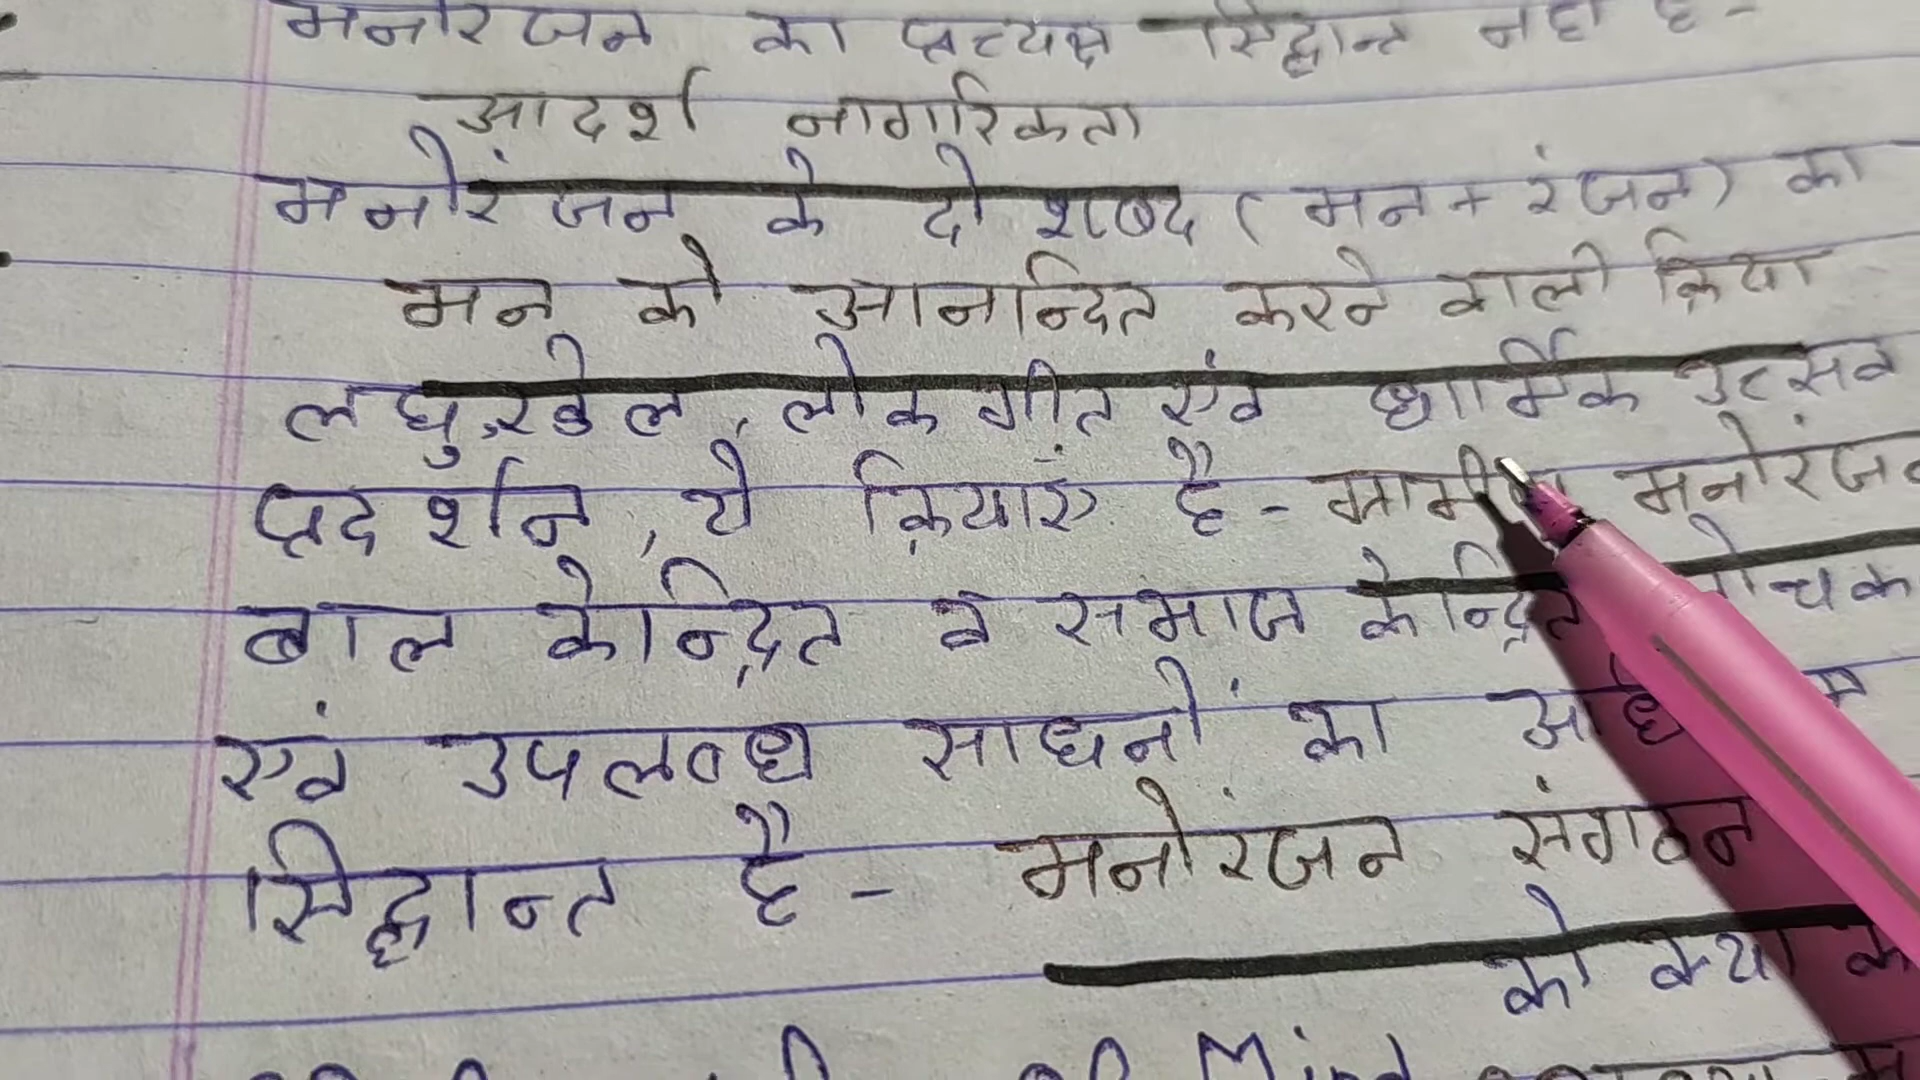 मनोरंजन का प्रत्यक्ष सिद्धान्त नहीं है -
आदर्श नागरिकता
मनोरंजन के दो शब्द (मन + रंजन) का
मन को आनन्दित करने वाली क्रिया
लघु खेल, लोक गीत एवं धार्मिक उत्सव
प्रदर्शन, ये क्रियाएं है - ग्रामीण मनोरंजन
बाल केन्द्रित व समाज केन्द्रित
एवं उपलब्ध साधनों का
सिद्धान्त है - मनोरंजन संगठन
को क्या
Mind